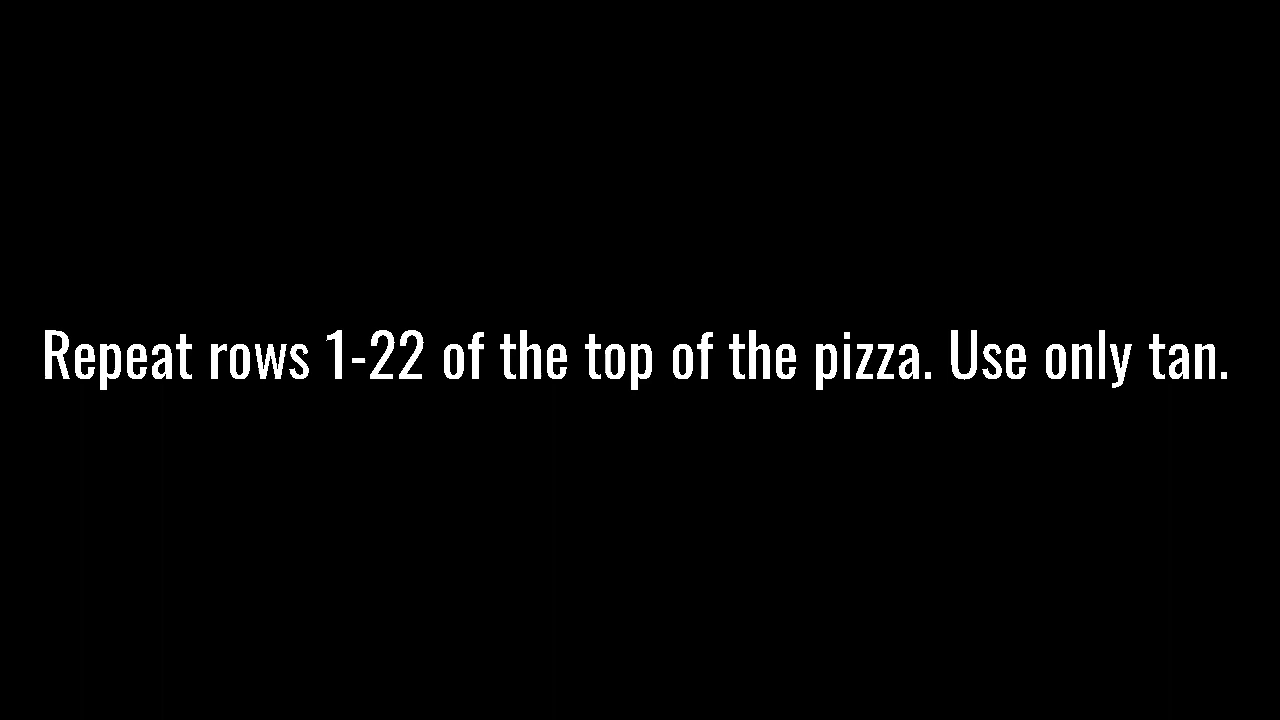 Repeat rows 1-22 of the top of the pizza. Use only tan.